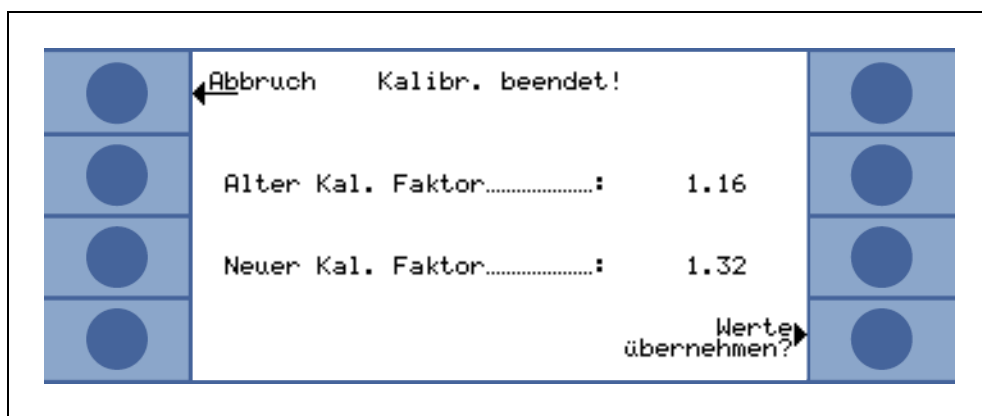 Abbruch Kalibr. beendet!
Alter Kal. Faktor....................: 1.16
Neuer Kal. Faktor....................: 1.32
Werte
übernehmen?